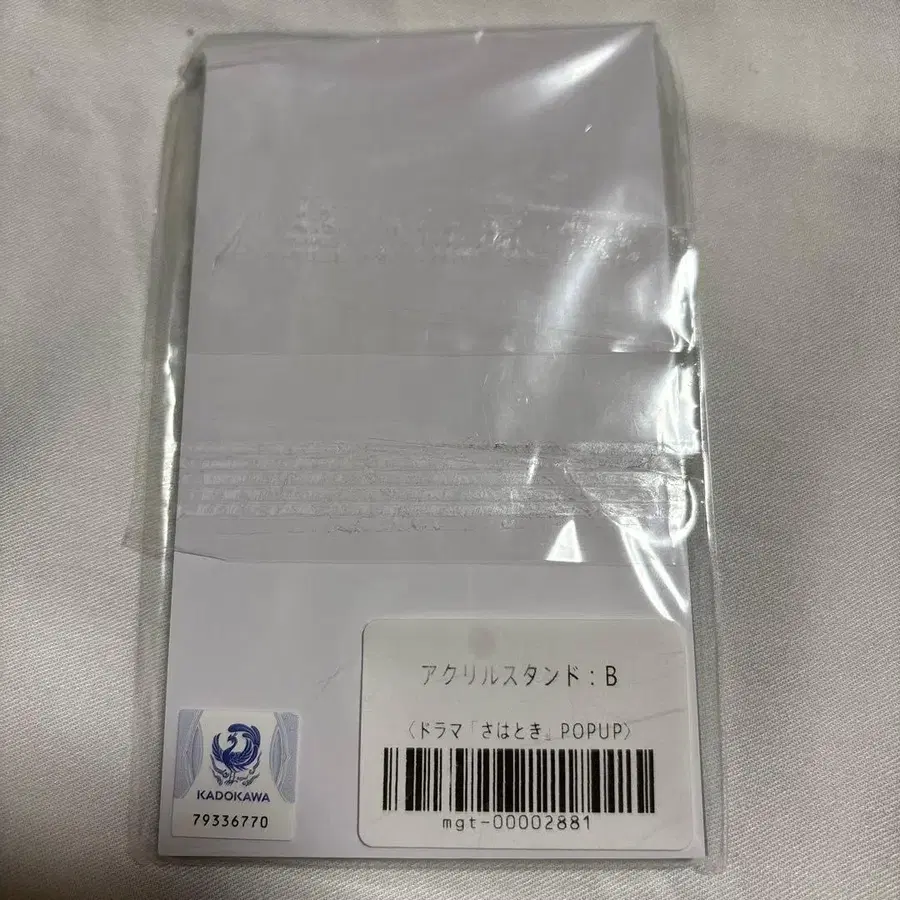 アクリルスタンド：B
〈ドラマ「さはとき」POPUP〉
mgt-00002881
KADOKAWA
79336770